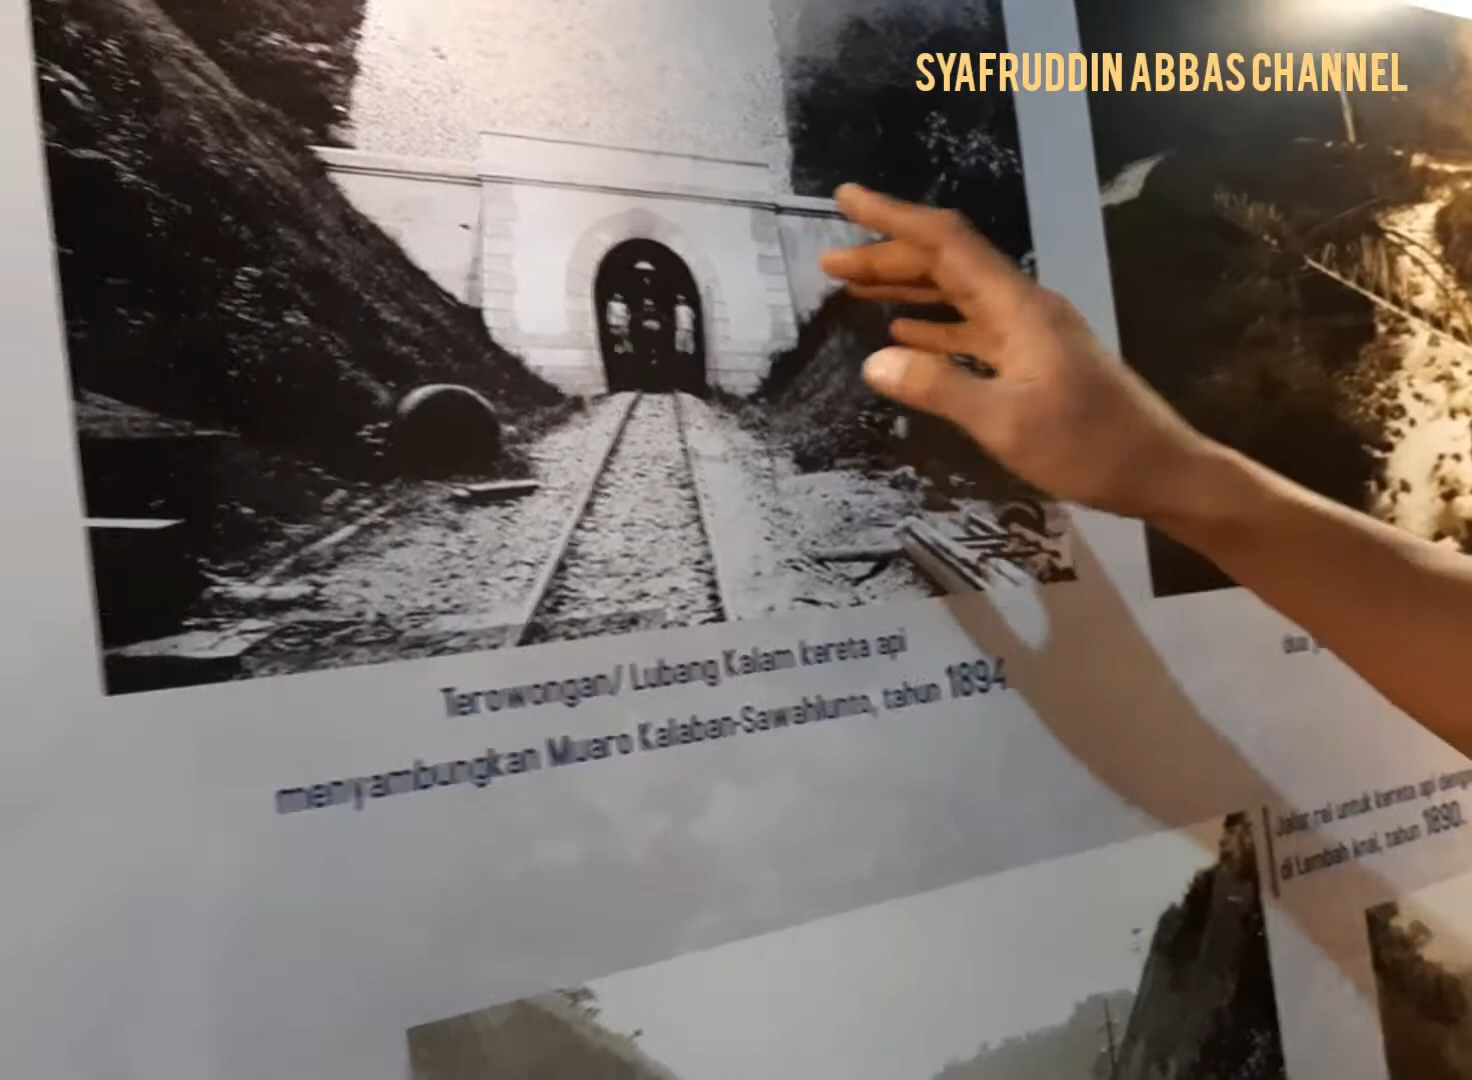 SYAFRUDDIN ABBAS CHANNEL
Terowongan/ Lubang Kalam kereta api
menyambungkan Muaro Kalaban-Sawahlunto, tahun 1894
Jalur rel untuk kereta api
di Lembah Anai, tahun 1890.